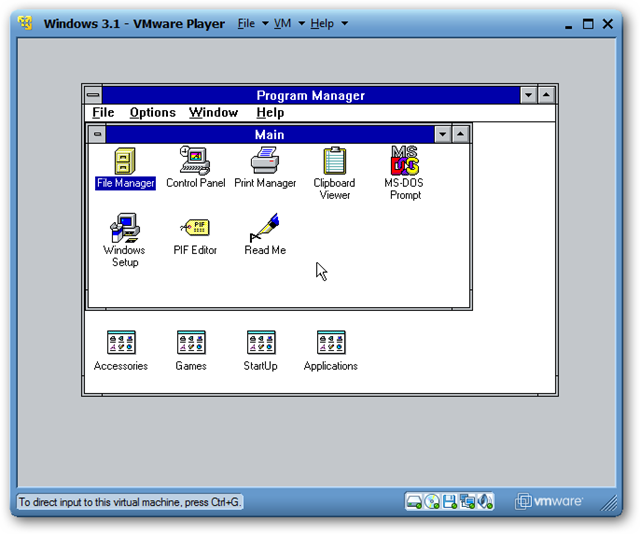 Windows 3.1 - VMware Player File VM Help
Program Manager
File Options Window Help
Main
File Manager Control Panel Print Manager Clipboard Viewer MS-DOS Prompt
MS DOS
PIF
Windows Setup PIF Editor Read Me
Accessories Games StartUp Applications
To direct input to this virtual machine, press Ctrl+G.
vmware